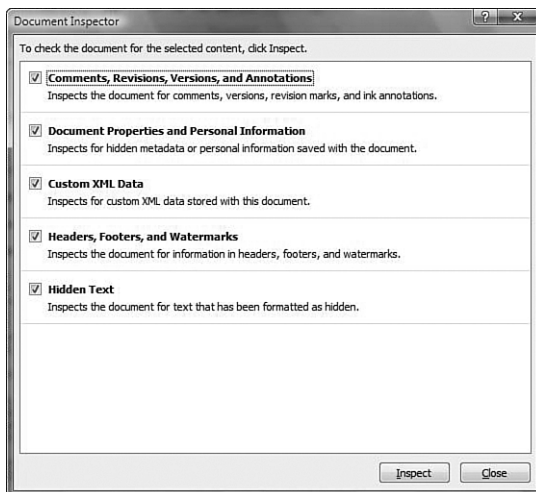 Document Inspector
To check the document for the selected content, click Inspect.
Comments, Revisions, Versions, and Annotations
Inspects the document for comments, versions, revision marks, and ink annotations.
Document Properties and Personal Information
Inspects for hidden metadata or personal information saved with the document.
Custom XML Data
Inspects for custom XML data stored with this document.
Headers, Footers, and Watermarks
Inspects the document for information in headers, footers, and watermarks.
Hidden Text
Inspects the document for text that has been formatted as hidden.
Inspect Close